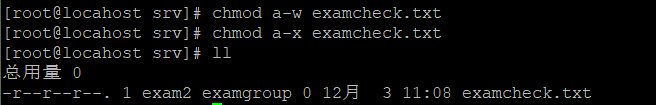 [root@locahost srv]# chmod a-w examcheck.txt
[root@locahost srv]# chmod a-x examcheck.txt
[root@locahost srv]# ll
总用量 0
-r--r--r--. 1 exam2 examgroup 0 12月  3 11:08 examcheck.txt